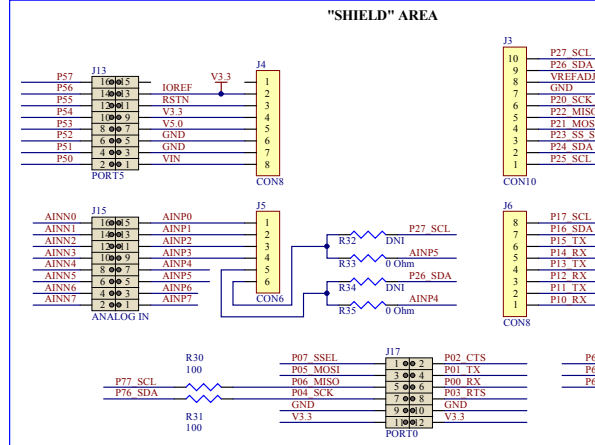 "SHIELD" AREA
J13
P57 16 15
P56 14 13 IOREF
P55 12 11 RSTN
P54 10 9 V3.3
P53 8 7 V5.0
P52 6 5 GND
P51 4 3 GND
P50 2 1 VIN
PORT5
V3.3
J4
1
2
3
4
5
6
7
8
CON8
J3
10 P27_SCL
9 P26_SDA
8 VREFADJ
7 GND
6 P20_SCK
5 P22_MISO
4 P21_MOS
3 P23_SS_S
2 P24_SDA
1 P25_SCL
CON10
J15
AINN0 16 15 AINP0
AINN1 14 13 AINP1
AINN2 12 11 AINP2
AINN3 10 9 AINP3
AINN4 8 7 AINP4
AINN5 6 5 AINP5
AINN6 4 3 AINP6
AINN7 2 1 AINP7
ANALOG IN
J5
1
2
3
4
5
6
CON6
P27_SCL
R32 DNI
AINP5
R33 0 Ohm
P26_SDA
R34 DNI
AINP4
R35 0 Ohm
J6
8 P17_SCL
7 P16_SDA
6 P15_TX
5 P14_RX
4 P13_TX
3 P12_RX
2 P11_TX
1 P10_RX
CON8
R30
100
P77_SCL
P76_SDA
R31
100
J17
P07_SSEL 1 2 P02_CTS
P05_MOSI 3 4 P01_TX
P06_MISO 5 6 P00_RX
P04_SCK 7 8 P03_RTS
GND 9 10 GND
V3.3 11 12 V3.3
PORT0
P6
P6
P6